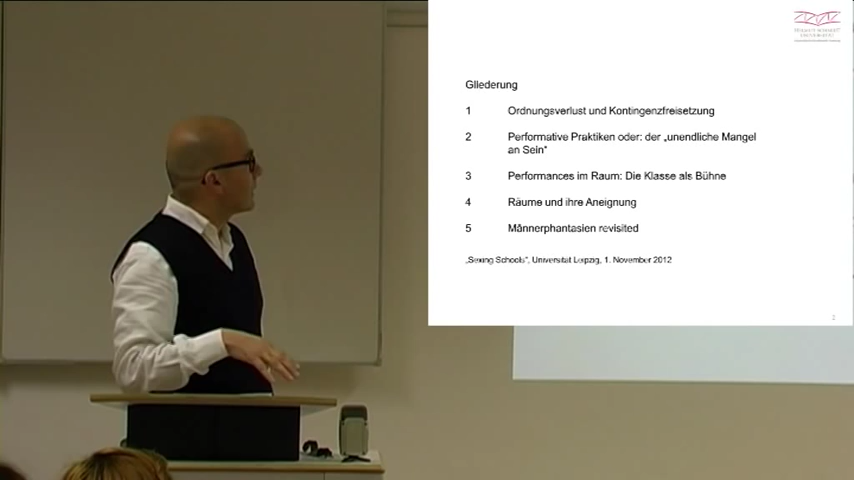 Gliederung
1 Ordnungsverlust und Kontingenzfreisetzung
2 Performative Praktiken oder: der „unendliche Mangel
an Sein“
3 Performances im Raum: Die Klasse als Bühne
4 Räume und ihre Aneignung
5 Männerphantasien revisited
„Sexing Schools“, Universität Leipzig, 1. November 2012
2